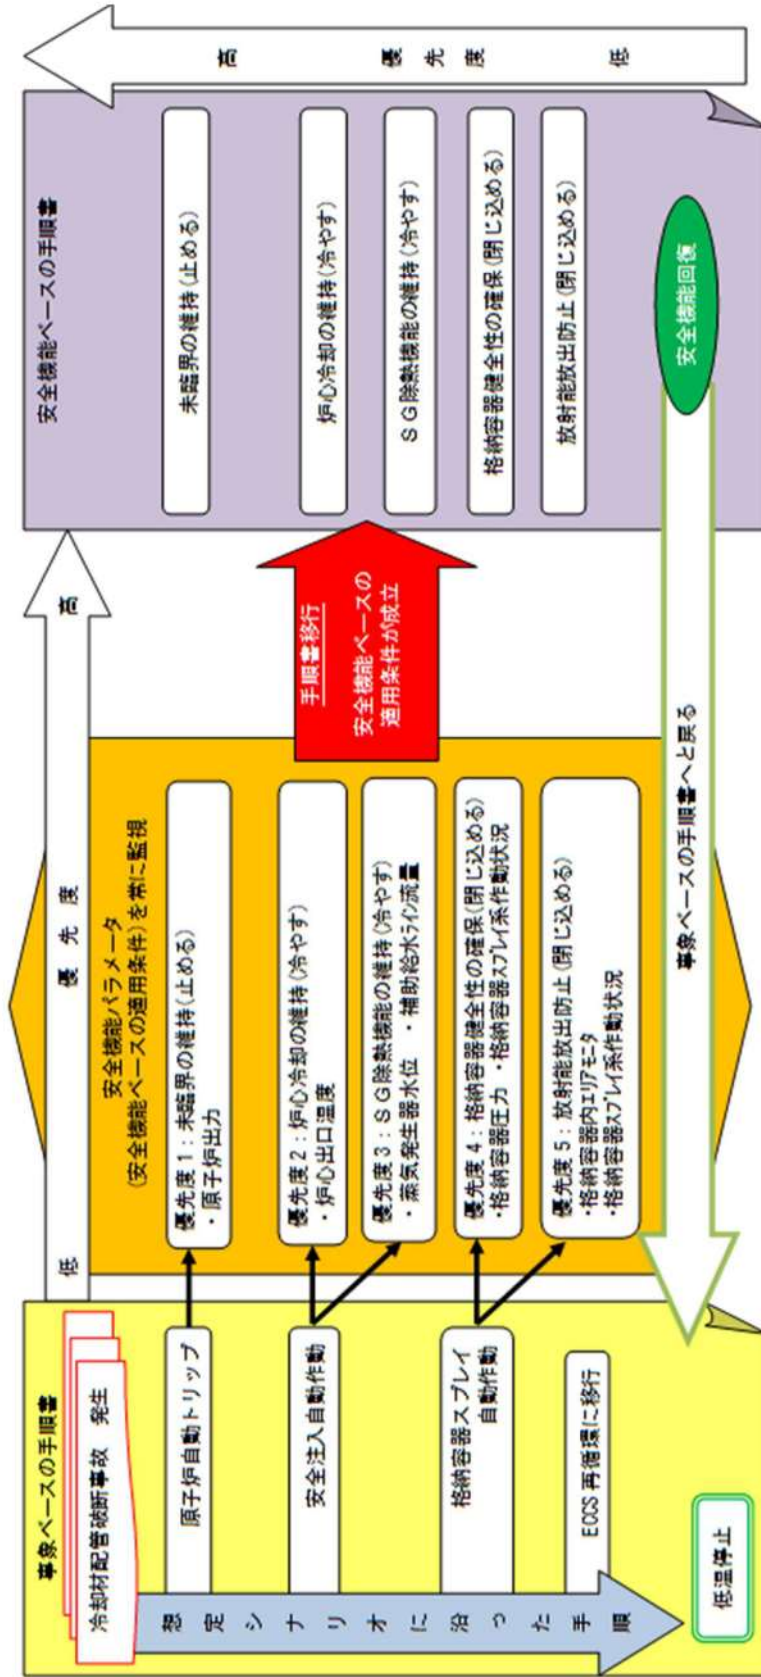 事象ベースの手順書
冷却材配管破断事故 発生
想定シナリオに沿った手順
原子炉自動トリップ
安全注入自動作動
格納容器スプレイ
自動作動
ECCS 再循環に移行
低温停止
低 優先度 高
安全機能パラメータ
(安全機能ベースの適用条件)を常に監視
優先度1:未臨界の維持(止める)
・原子炉出力
優先度2:炉心冷却の維持(冷やす)
・炉心出口温度
優先度3:SG除熱機能の維持(冷やす)
・蒸気発生器水位 ・補助給水ライン流量
優先度4:格納容器健全性の確保(閉じ込める)
・格納容器圧力 ・格納容器スプレイ系作動状況
優先度5:放射能放出防止(閉じ込める)
・格納容器内エリアモニタ
・格納容器スプレイ系作動状況
手順書移行
安全機能ベースの
適用条件が成立
安全機能ベースの手順書
未臨界の維持(止める)
炉心冷却の維持(冷やす)
SG除熱機能の維持(冷やす)
格納容器健全性の確保(閉じ込める)
放射能放出防止(閉じ込める)
安全機能回復
事象ベースの手順書へと戻る
高 優先度 低